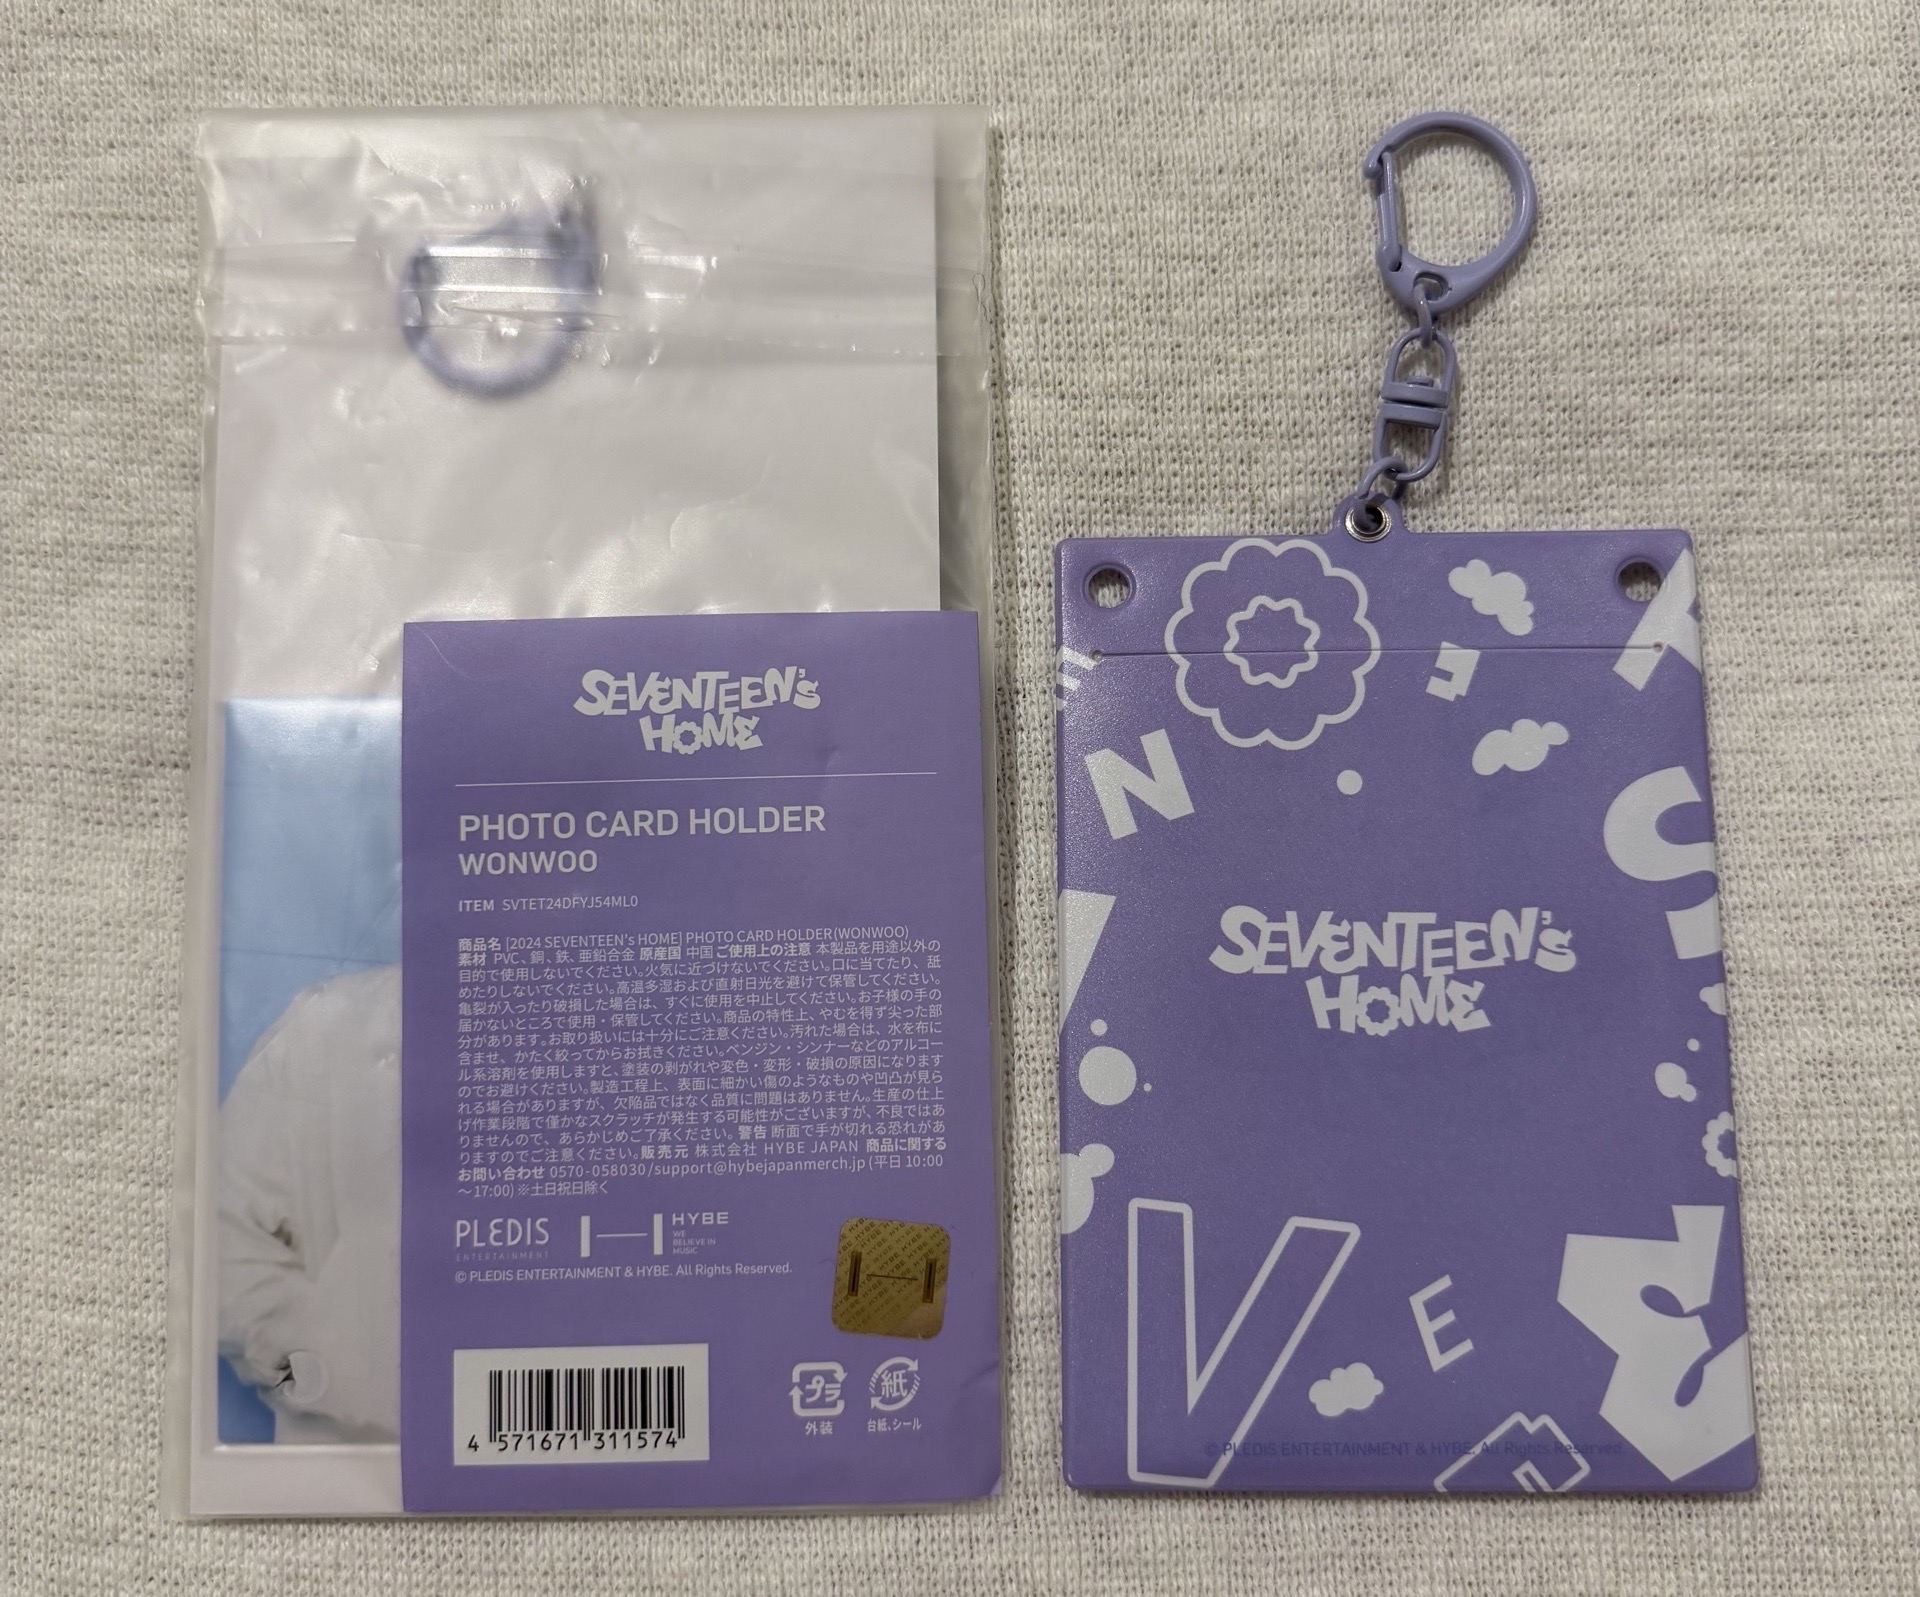 SEVENTEEN's
HOME
PHOTO CARD HOLDER
WONWOO
ITEM SVTET24DFYJ54ML0
商品名 [2024 SEVENTEEN's HOME] PHOTO CARD HOLDER(WONWOO)
素材 PVC、銅、鉄、亜鉛合金 原産国 中国 ご使用上の注意 本製品を用途以外の
目的で使用しないでください。火気に近づけないでください。口に当てたり、舐
めたりしないでください。高温多湿および直射日光を避けて保管してください。
亀裂が入ったり破損した場合は、すぐに使用を中止してください。お子様の手の
届かないところで使用・保管してください。商品の特性上、やむを得ず尖った部
分があります。お取り扱いには十分にご注意ください。汚れた場合は、水を布に
含ませ、かたく絞ってからお拭きください。ベンジン・シンナーなどのアルコー
ル系溶剤を使用しますと、塗装の剥がれや変色・変形・破損の原因になります
のでお避けください。製造工程上、表面に細かい傷のようなものや凹凸が見ら
れる場合がありますが、欠陥品ではなく品質に問題はありません。生産の仕上
げ作業段階で僅かなスクラッチが発生する可能性がございますが、不良ではあ
りませんので、あらかじめご了承ください。警告 断面で手が切れる恐れがあ
りますのでご注意ください。販売元 株式会社 HYBE JAPAN 商品に関する
お問い合わせ 0570-058030/support@hybejapanmerch.jp (平日 10:00
～17:00) ※土日祝日除く
PLEDIS
ENTERTAINMENT
HYBE
WE
BELIEVE IN
MUSIC
© PLEDIS ENTERTAINMENT & HYBE. All Rights Reserved.
4 571671 311574
プラ
外装
紙
台紙、シール
N
SEVENTEEN's
HOME
V
E
© PLEDIS ENTERTAINMENT & HYBE. All Rights Reserved.